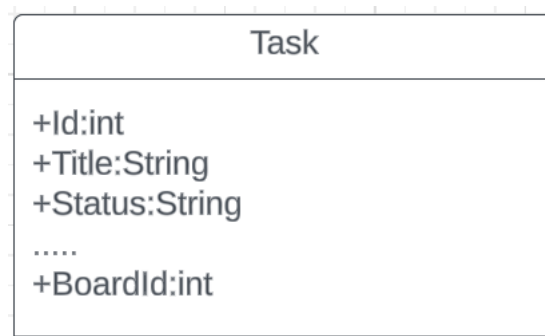 Task
+Id:int
+Title:String
+Status:String
.....
+BoardId:int